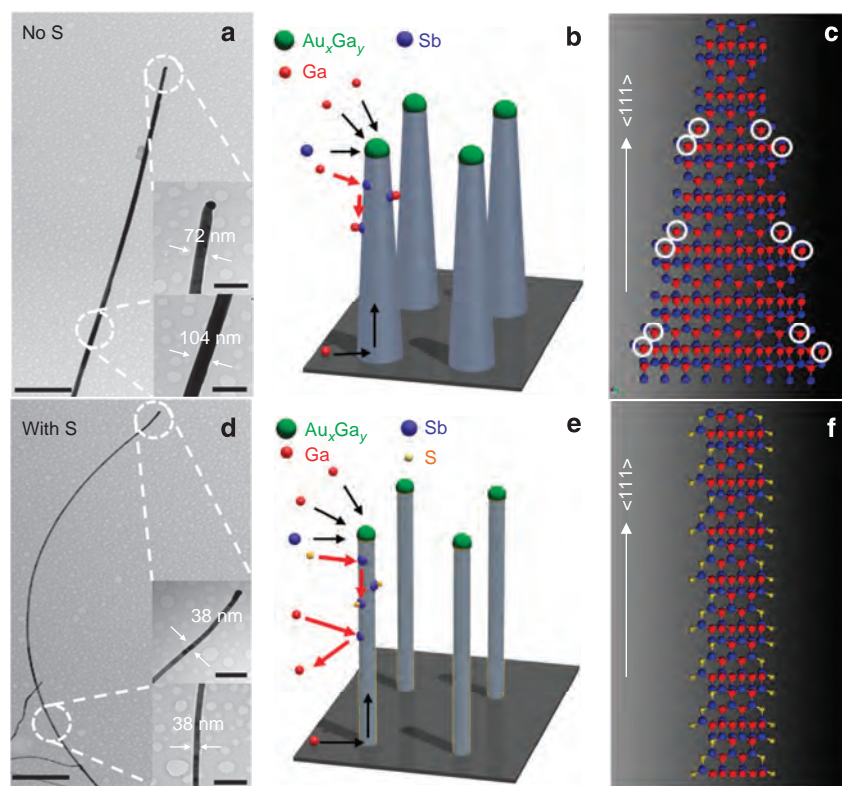 No S
a
72 nm
104 nm
AuxGay
Sb
Ga
b
<111>
c
With S
d
38 nm
38 nm
AuxGay
Sb
Ga
S
e
<111>
f